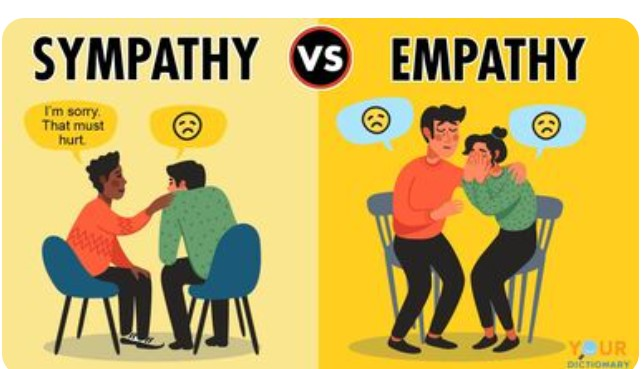 SYMPATHY VS EMPATHY
I'm sorry.
That must
hurt.
YOUR
DICTIONARY